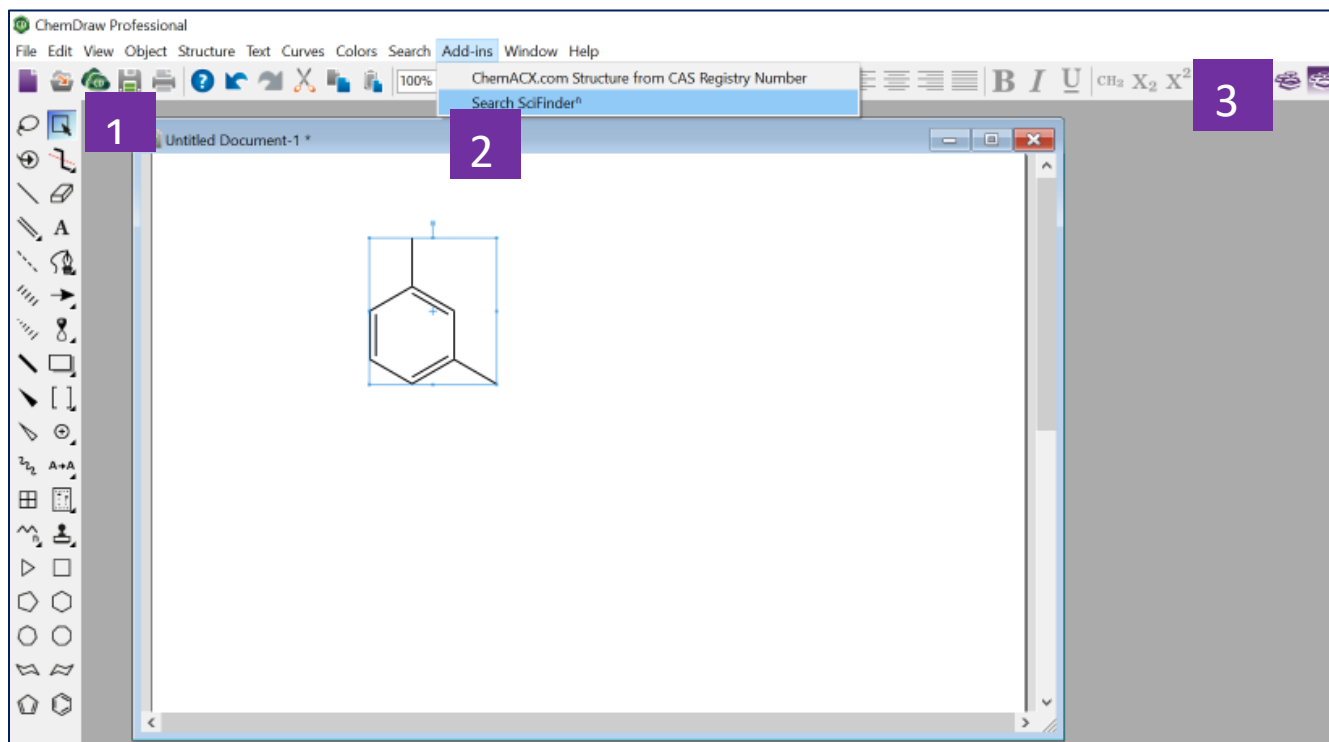 ChemDraw Professional
File Edit View Object Structure Text Curves Colors Search Add-ins Window Help
100%
ChemACX.com Structure from CAS Registry Number
B I U CH₂ X₂ X²
Search SciFinderⁿ
1
2
3
Untitled Document-1 *
A
[ ]
A→A